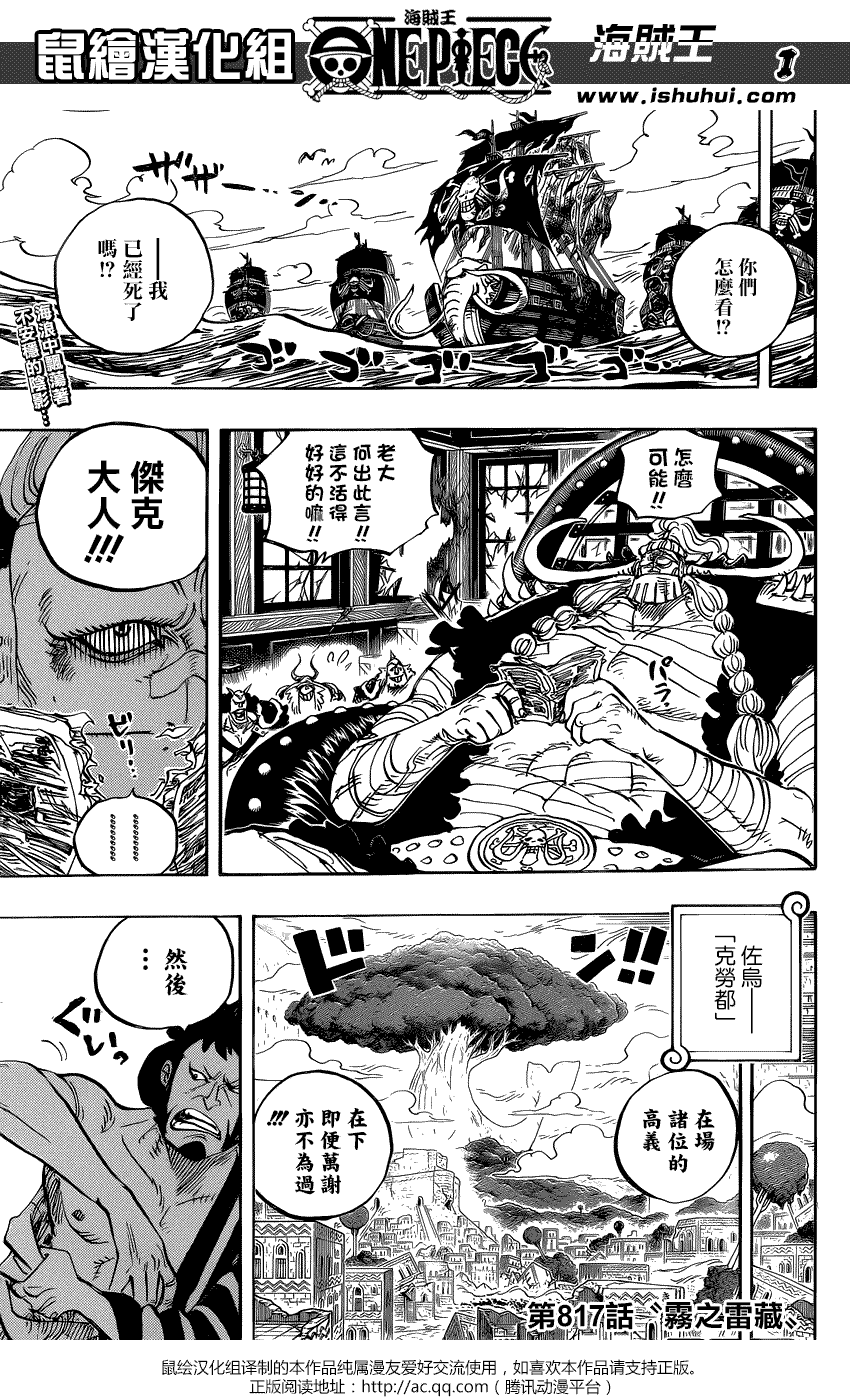 鼠繪漢化組
海賊王
ONE PIECE
海賊王
1
www.ishuhui.com
你們
怎麼看!?
——我
已經死了
嗎!?
ザザ…
ゴゴゴゴ
海浪中飄蕩著
不安穩的陰影…
怎麼
可能!!
老大
何出此言!!
這不活得
好好的嘛!!
パラ!
傑克
大人!!!
ビリ…
…………
…………
佐烏——
「克勞都」
ドン!!
在場
諸位的
高義
在下
即便萬謝
亦不為過
!!!
然後
…
ぐいっ
第817話〝霧之雷藏〟
鼠绘汉化组译制的本作品纯属漫友爱好交流使用，如喜欢本作品请支持正版。
正版阅读地址：http://ac.qq.com（腾讯动漫平台）